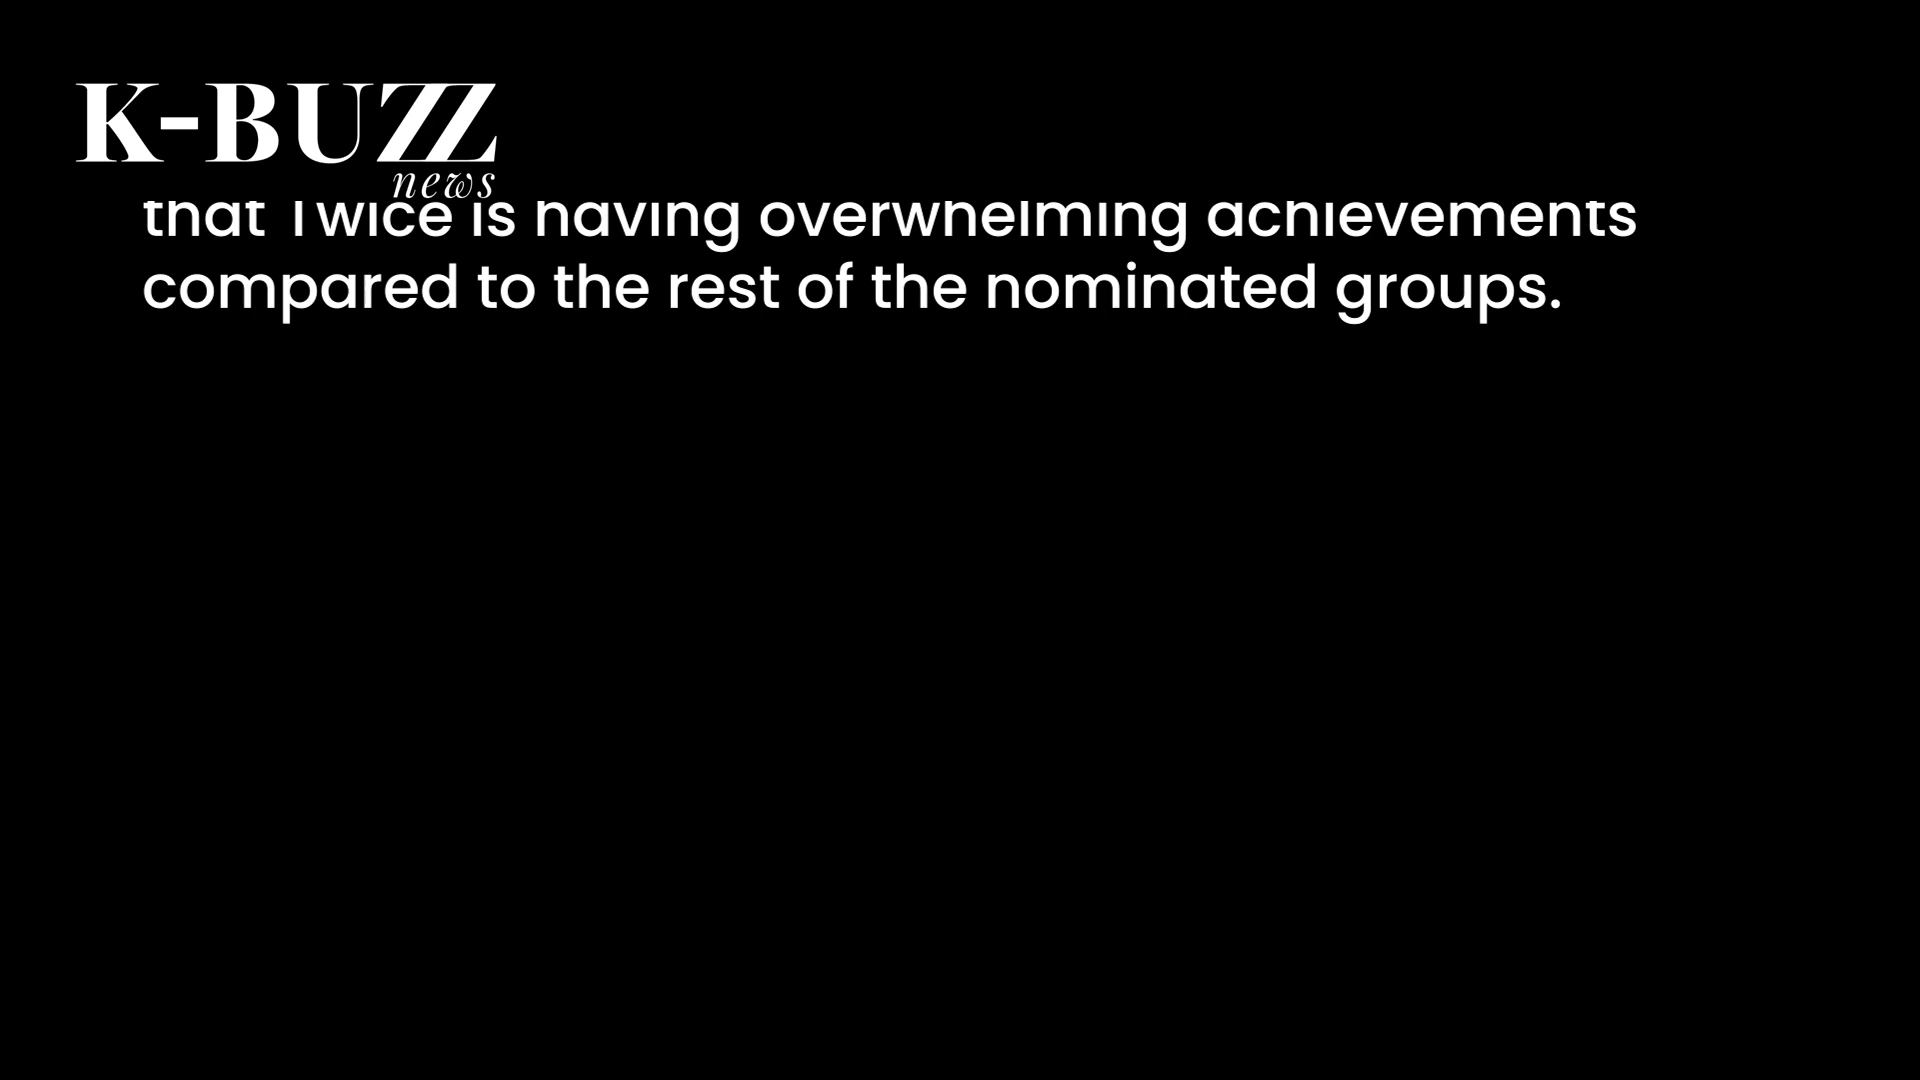 K-BUZZ
news
that Twice is having overwhelming achievements
compared to the rest of the nominated groups.